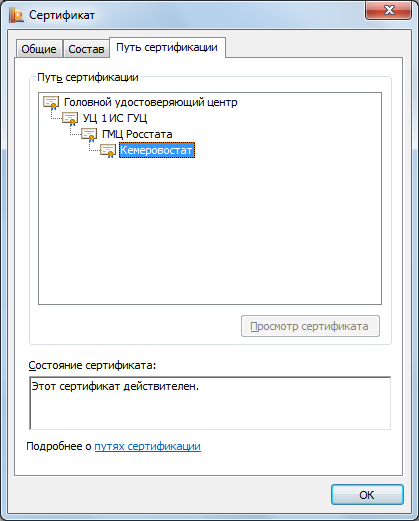 Сертификат
Общие Состав Путь сертификации
Путь сертификации
Головной удостоверяющий центр
УЦ 1 ИС ГУЦ
ГМЦ Росстата
Кемеровостат
Просмотр сертификата
Состояние сертификата:
Этот сертификат действителен.
Подробнее о путях сертификации
ОК